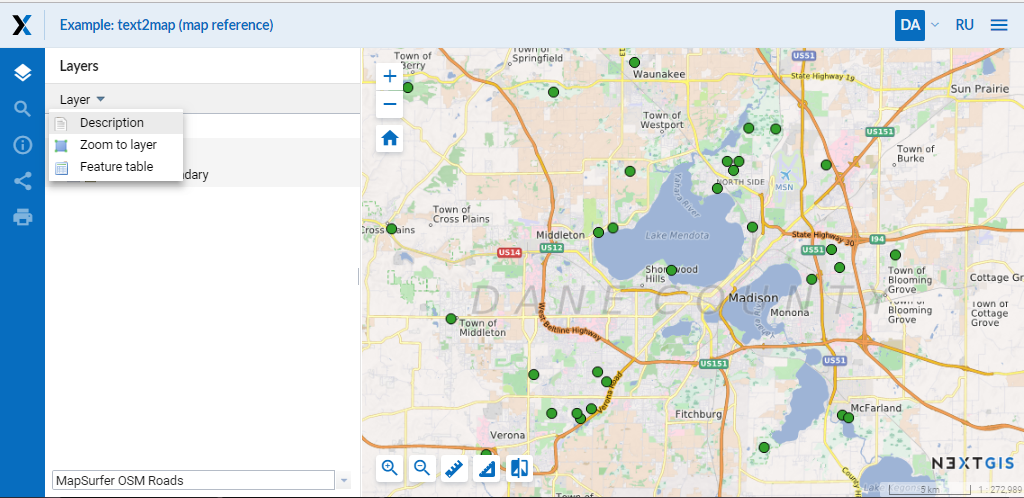 Example: text2map (map reference)
DA
RU
Layers
Layer
Description
Zoom to layer
Feature table
ndary
MapSurfer OSM Roads
Town of
Berry
Town of
Springfield
13
US51
Waunakee
State Highway 19
Sun Prairie
Town of
Westport
US151
Town of
Burke
NORTH SIDE
MSN
Yahara River
Town of
Cross Plains
Cross Plains
Middleton
Lake Mendota
State Highway 30
I94
US14
US12
US51
Shorewood
Hills
Town of
Blooming
Grove
Cottage Gr
DANE COUNTY
Madison
Monona
Blooming
Grove
Town of
Cottage
Grove
Town of
Middleton
West Beltline Highway
US151
US51
Verona Road
Fitchburg
McFarland
Verona
County H
Town of
NEXTGIS
5 km
1 : 272,989